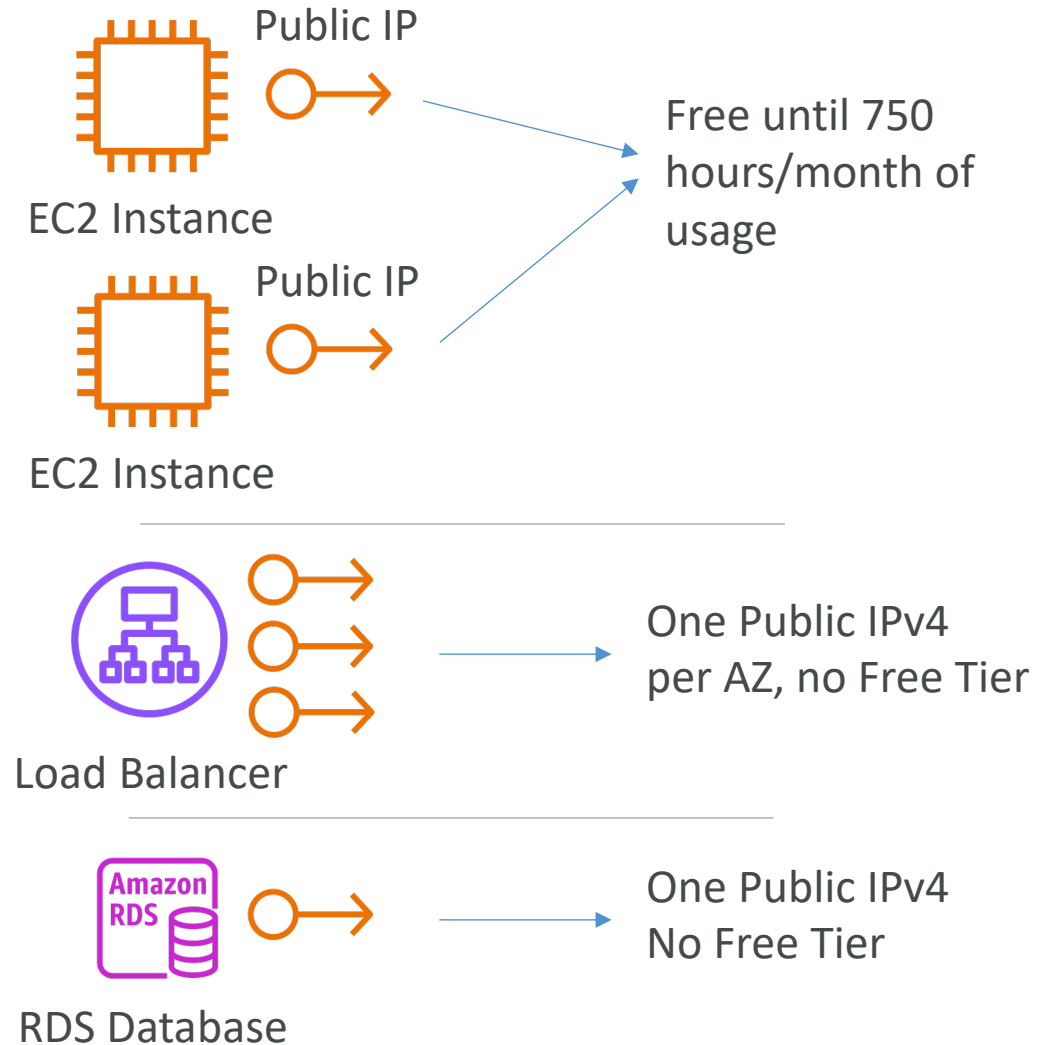 Public IP
Free until 750
hours/month of
usage
EC2 Instance
Public IP
EC2 Instance
One Public IPv4
per AZ, no Free Tier
Load Balancer
Amazon
RDS
One Public IPv4
No Free Tier
RDS Database